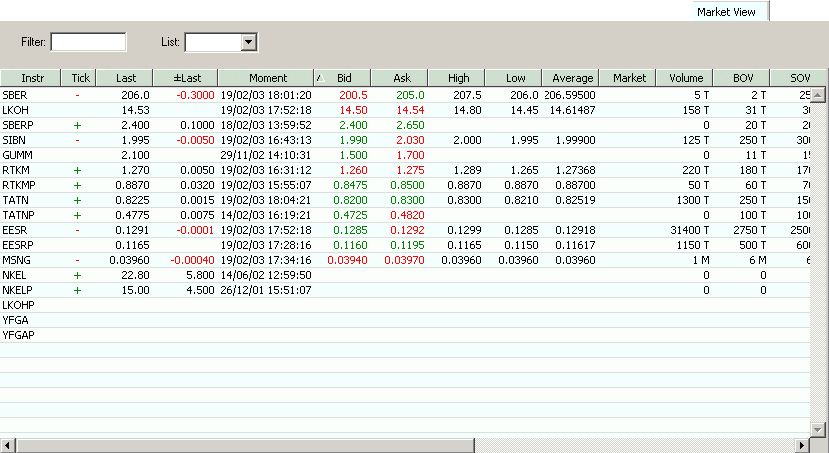 Market View
Filter: List:
Instr Tick Last ±Last Moment Bid Ask High Low Average Market Volume BOV SOV
SBER - 206.0 -0.3000 19/02/03 18:01:20 200.5 205.0 207.5 206.0 206.59500 5 T 2 T 25
LKOH 14.53 19/02/03 17:52:18 14.50 14.54 14.80 14.45 14.61487 158 T 31 T 3
SBERP + 2.400 0.1000 18/02/03 13:59:52 2.400 2.650 0 20 T 20
SIBN - 1.995 -0.0050 19/02/03 16:43:13 1.990 2.030 2.000 1.995 1.99900 125 T 250 T 300
GUMM 2.100 29/11/02 14:10:31 1.500 1.700 0 11 T 1
RTKM + 1.270 0.0050 19/02/03 16:31:12 1.260 1.275 1.289 1.265 1.27368 220 T 180 T 170
RTKMP + 0.8870 0.0320 19/02/03 15:55:07 0.8475 0.8500 0.8870 0.8870 0.88700 50 T 60 T 70
TATN + 0.8225 0.0015 19/02/03 18:04:21 0.8200 0.8300 0.8300 0.8210 0.82519 1300 T 250 T 150
TATNP + 0.4775 0.0075 14/02/03 16:19:21 0.4725 0.4820 0 100 T 100
EESR - 0.1291 -0.0001 19/02/03 17:52:18 0.1285 0.1292 0.1299 0.1285 0.12918 31400 T 2750 T 2500
EESRP 0.1165 19/02/03 17:28:16 0.1160 0.1195 0.1165 0.1150 0.11617 1150 T 500 T 600
MSNG - 0.03960 -0.00040 19/02/03 17:34:16 0.03940 0.03970 0.03960 0.03960 0.03960 1 M 6 M
NKEL + 22.80 5.800 14/06/02 12:59:50 0 0
NKELP + 15.00 4.500 26/12/01 15:51:07 0 0
LKOHP
YFGA
YFGAP